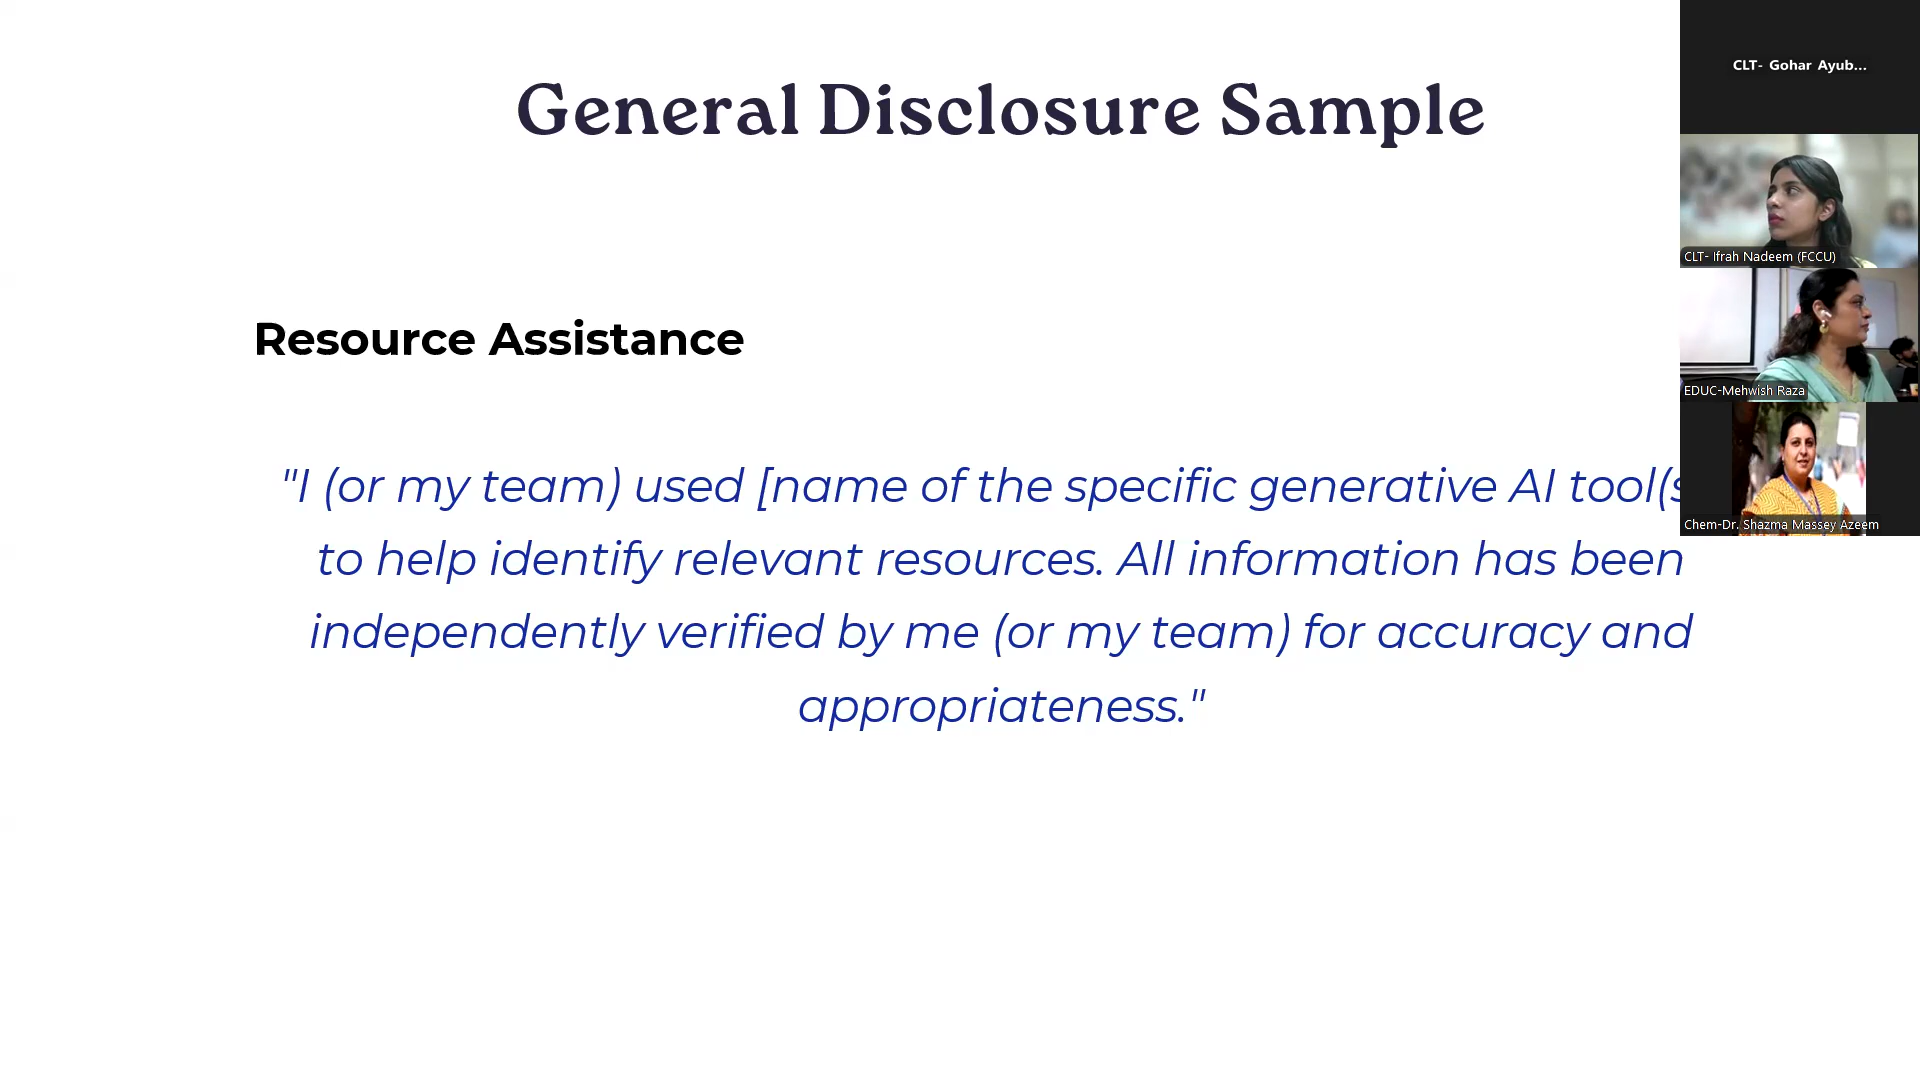 General Disclosure Sample
Resource Assistance
"I (or my team) used [name of the specific generative AI tool(s
to help identify relevant resources. All information has been
independently verified by me (or my team) for accuracy and
appropriateness."
CLT- Gohar Ayub...
CLT- Ifrah Nadeem (FCCU)
EDUC-Mehwish Raza
Chem-Dr. Shazma Massey Azeem